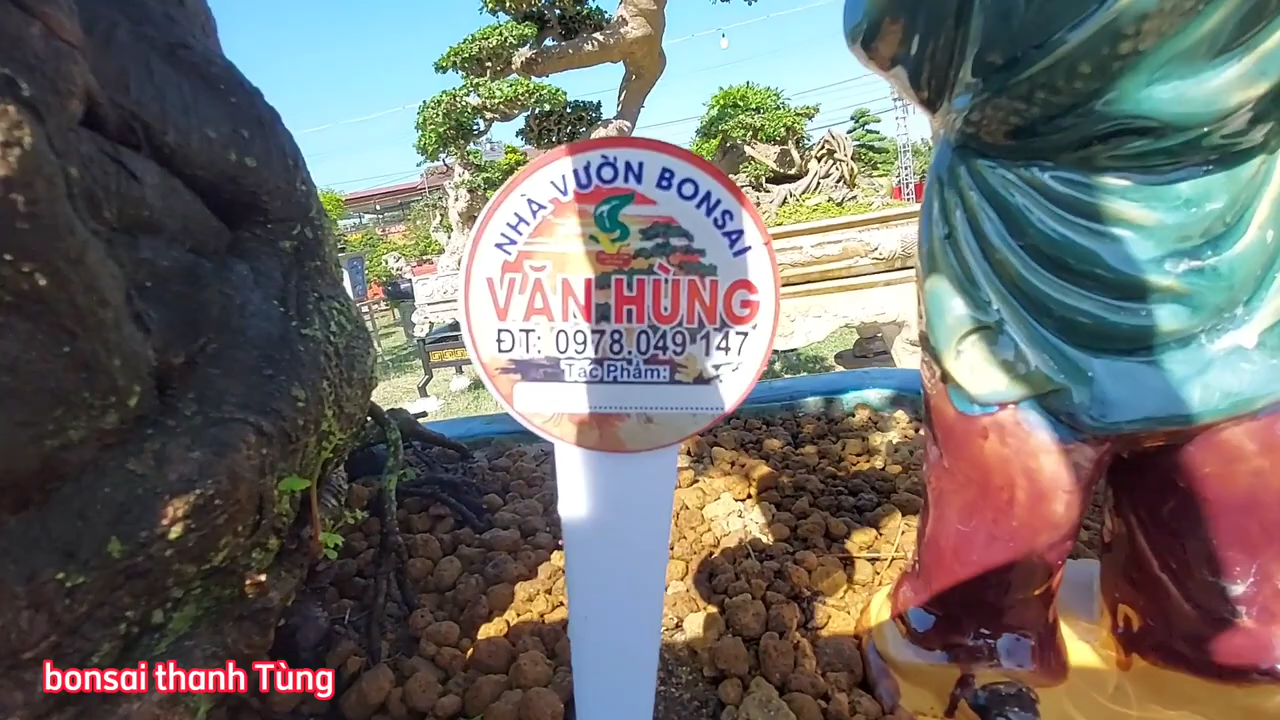 NHÀ VƯỜN BONSAI
VĂN HÙNG
ĐT: 0978.049 147
Tác Phẩm:
bonsai thanh Tùng